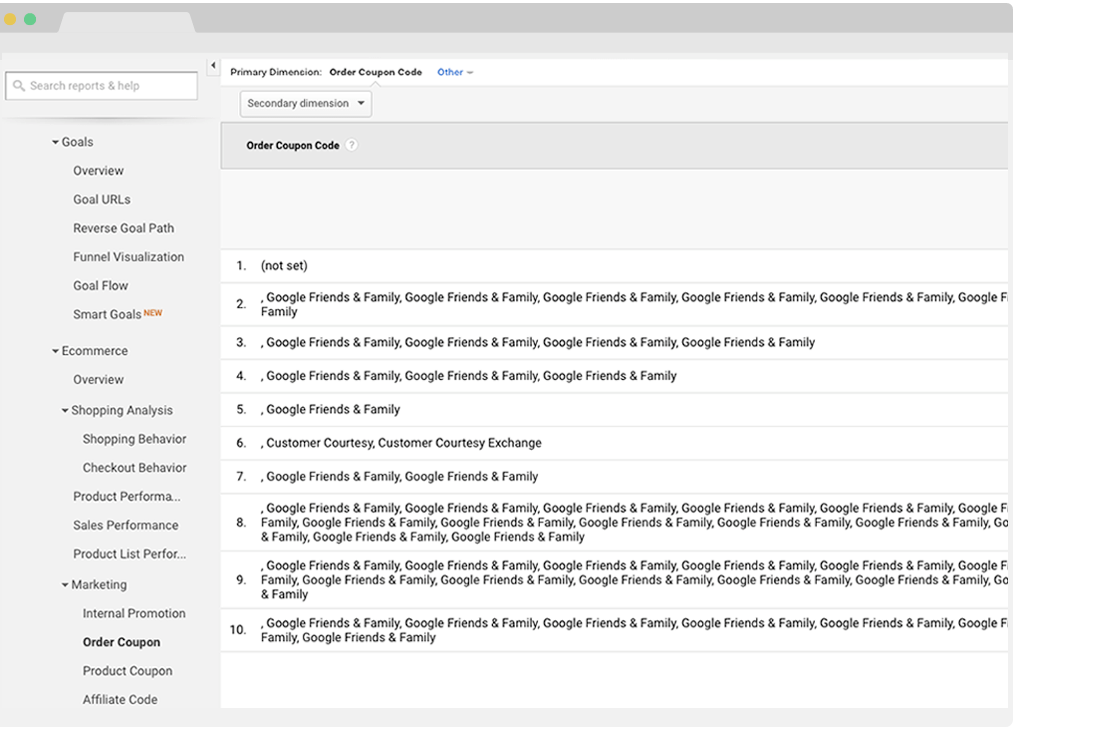 Search reports & help
Goals
Overview
Goal URLs
Reverse Goal Path
Funnel Visualization
Goal Flow
Smart Goals NEW
Ecommerce
Overview
Shopping Analysis
Shopping Behavior
Checkout Behavior
Product Performa...
Sales Performance
Product List Perfor...
Marketing
Internal Promotion
Order Coupon
Product Coupon
Affiliate Code
Primary Dimension: Order Coupon Code Other
Secondary dimension
Order Coupon Code ?
1. (not set)
2. , Google Friends & Family, Google Friends & Family, Google Friends & Family, Google Friends & Family, Google Friends & Family, Google F
Family
3. , Google Friends & Family, Google Friends & Family, Google Friends & Family, Google Friends & Family
4. , Google Friends & Family, Google Friends & Family, Google Friends & Family
5. , Google Friends & Family
6. , Customer Courtesy, Customer Courtesy Exchange
7. , Google Friends & Family, Google Friends & Family
8. , Google Friends & Family, Google Friends & Family, Google Friends & Family, Google Friends & Family, Google Friends & Family, Google F
Family, Google Friends & Family, Google Friends & Family, Google Friends & Family, Google Friends & Family, Google Friends & Family, Go
& Family, Google Friends & Family, Google Friends & Family
9. , Google Friends & Family, Google Friends & Family, Google Friends & Family, Google Friends & Family, Google Friends & Family, Google F
Family, Google Friends & Family, Google Friends & Family, Google Friends & Family, Google Friends & Family, Google Friends & Family, Go
& Family
10. , Google Friends & Family, Google Friends & Family, Google Friends & Family, Google Friends & Family, Google Friends & Family, Google F
Family, Google Friends & Family